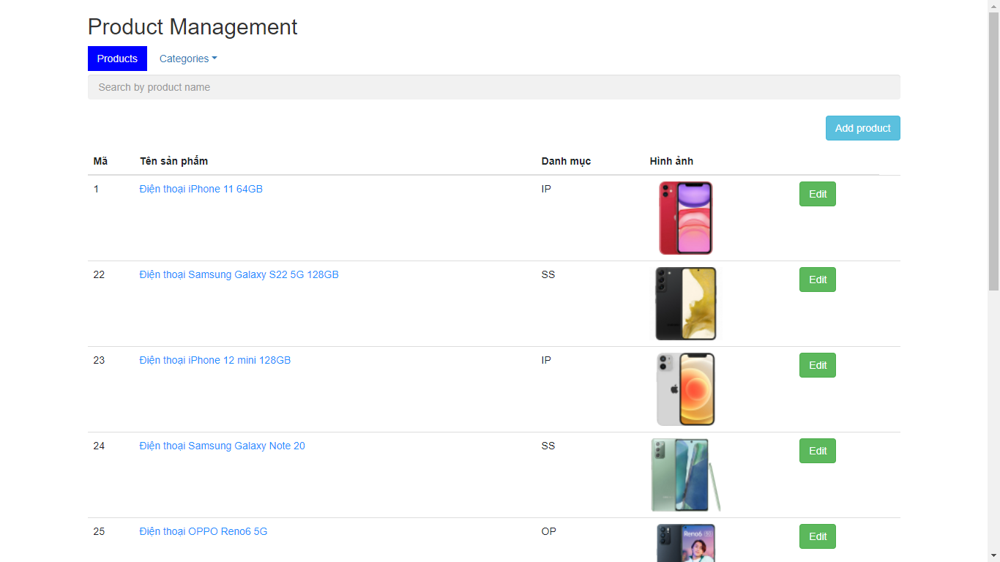 Product Management
Products Categories
Search by product name
Add product
Mã Tên sản phẩm Danh mục Hình ảnh
1 Điện thoại iPhone 11 64GB IP Edit
22 Điện thoại Samsung Galaxy S22 5G 128GB SS Edit
23 Điện thoại iPhone 12 mini 128GB IP Edit
24 Điện thoại Samsung Galaxy Note 20 SS Edit
25 Điện thoại OPPO Reno6 5G OP Reno6 Edit